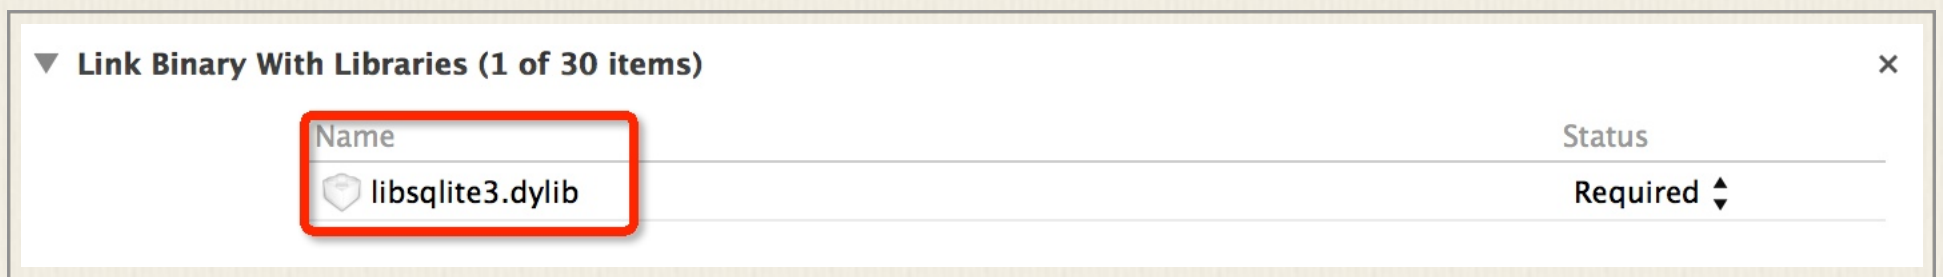 Link Binary With Libraries (1 of 30 items)
Name Status
libsqlite3.dylib Required